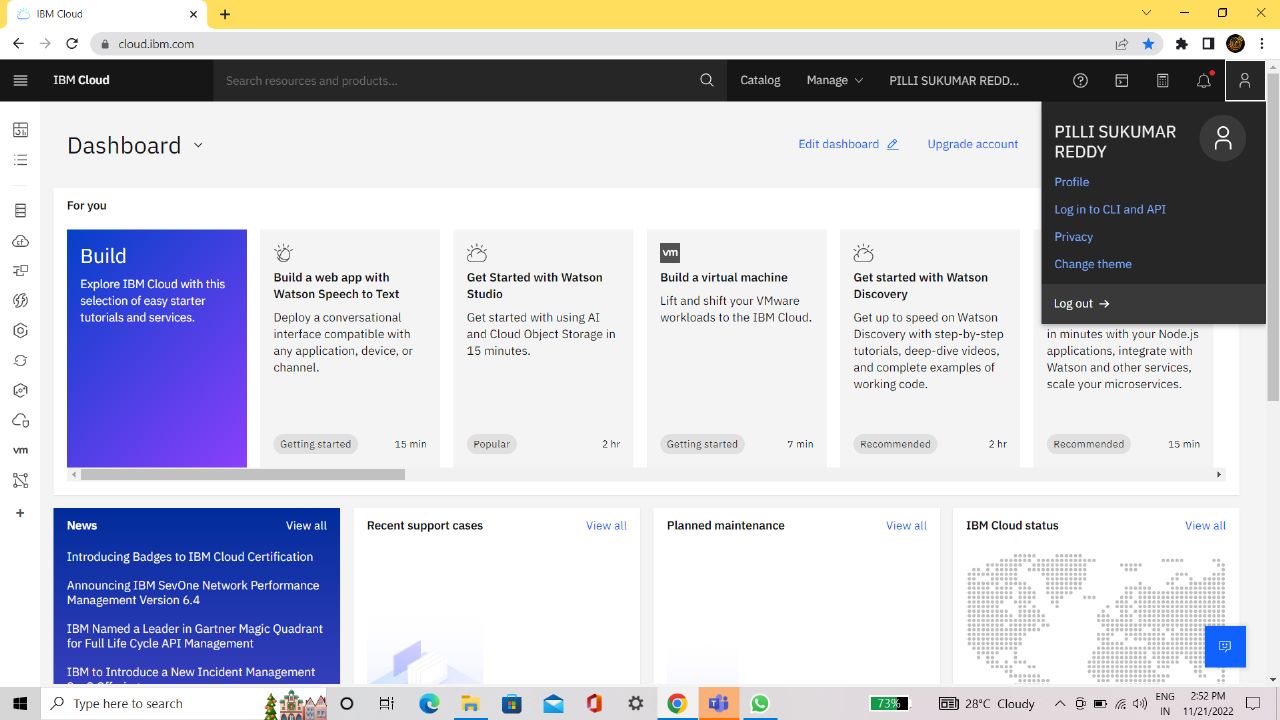 IBM Cloud
cloud.ibm.com
IBM Cloud
Search resources and products...
Catalog
Manage
PILLI SUKUMAR REDD...
PILLI SUKUMAR
REDDY
Profile
Log in to CLI and API
Privacy
Change theme
Log out →
Dashboard
Edit dashboard
Upgrade account
For you
Build
Explore IBM Cloud with this
selection of easy starter
tutorials and services.
Build a web app with
Watson Speech to Text
Deploy a conversational
interface compatible with
any application, device, or
channel.
Getting started
15 min
Get Started with Watson
Studio
Get started with using AI
and Cloud Object Storage in
15 minutes.
Popular
2 hr
vm
Build a virtual machine
Lift and shift your VMware
workloads to the IBM Cloud.
Getting started
7 min
Get started with Watson
Discovery
Get up to speed on Watson
Discovery with step-by-step
tutorials, deep-dive videos,
and complete examples of
working code.
Recommended
2 hr
in minutes with your Node.js
applications, integrate with
Watson and other services,
scale your microservices.
Recommended
15 min
vm
News
View all
Introducing Badges to IBM Cloud Certification
Announcing IBM SevOne Network Performance
Management Version 6.4
IBM Named a Leader in Gartner Magic Quadrant
for Full Life Cycle API Management
IBM to Introduce a New Incident Management
Recent support cases
View all
Planned maintenance
View all
IBM Cloud status
View all
Type here to search
73%
28°C Cloudy
ENG
IN
2:52 PM
11/21/2022